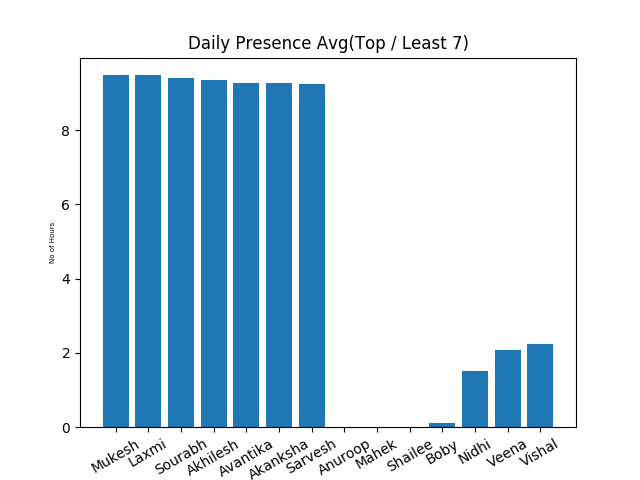 Daily Presence Avg(Top / Least 7)
No of Hours
8
6
4
2
0
Mukesh
Laxmi
Sourabh
Akhilesh
Avantika
Akanksha
Sarvesh
Anuroop
Mahek
Shailee
Boby
Nidhi
Veena
Vishal